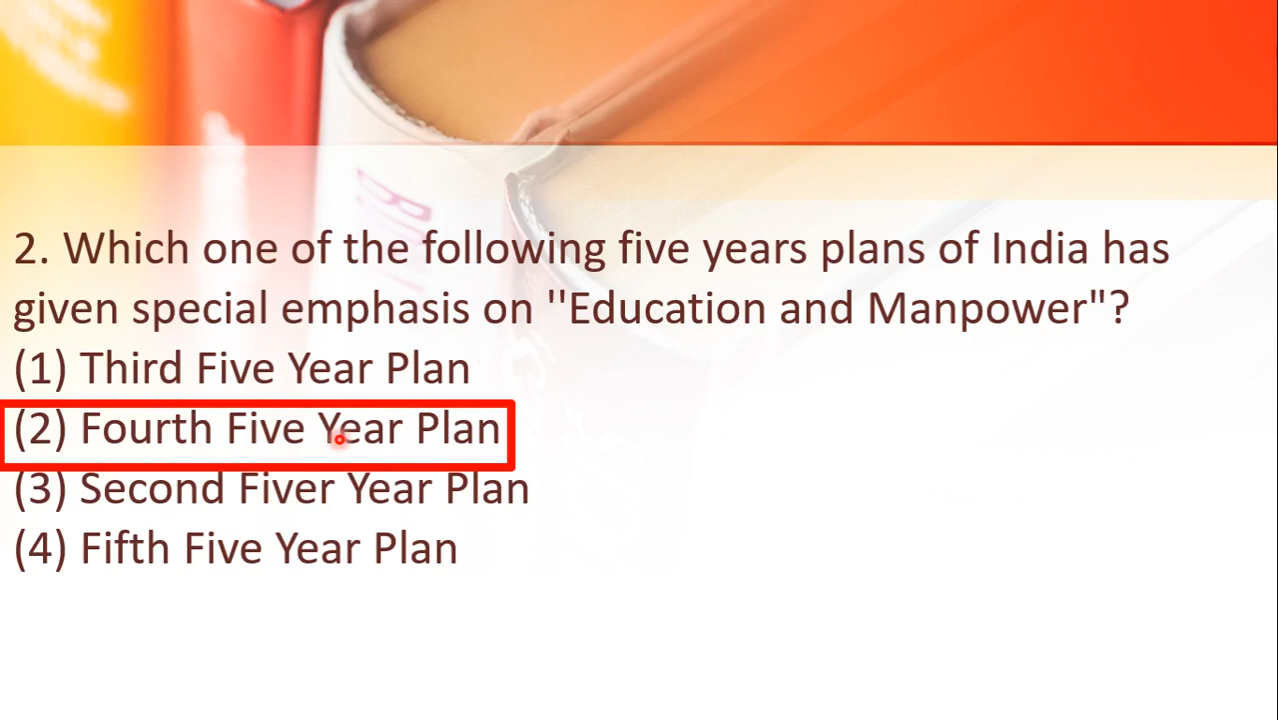 2. Which one of the following five years plans of India has
given special emphasis on ''Education and Manpower"?
(1) Third Five Year Plan
(2) Fourth Five Year Plan
(3) Second Fiver Year Plan
(4) Fifth Five Year Plan